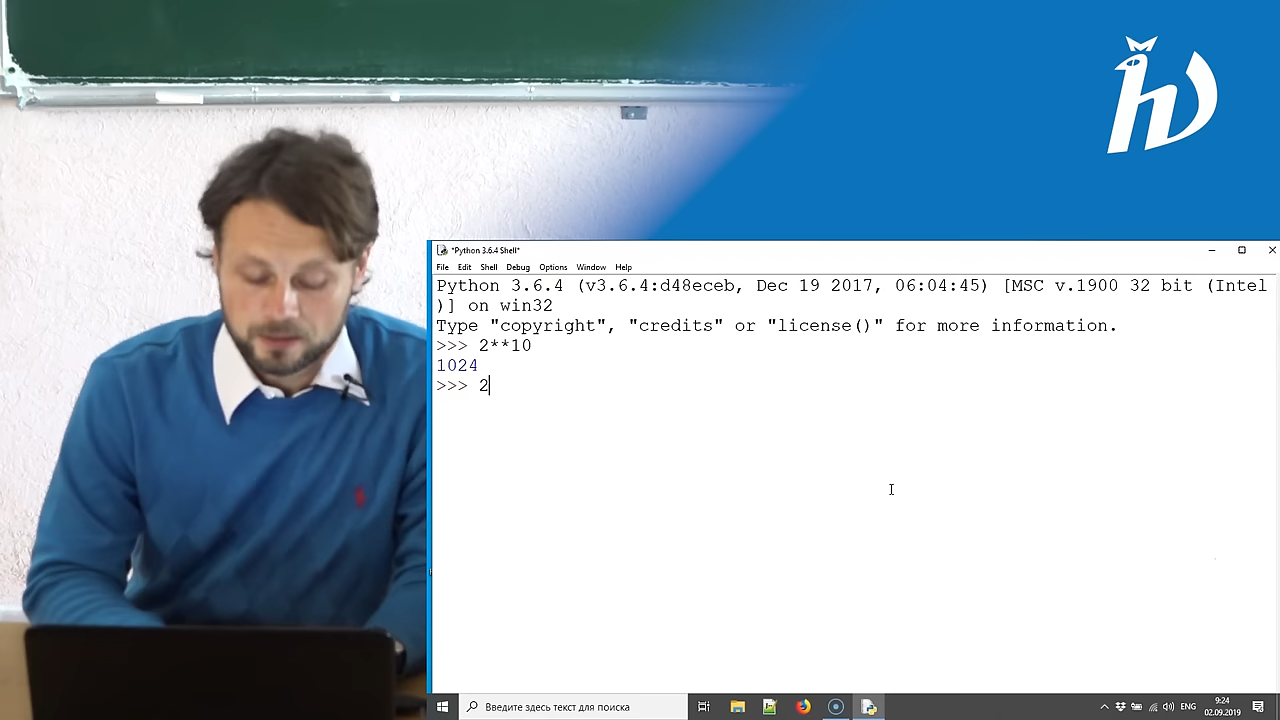 *Python 3.6.4 Shell*
File Edit Shell Debug Options Window Help
Python 3.6.4 (v3.6.4:d48eceb, Dec 19 2017, 06:04:45) [MSC v.1900 32 bit (Intel
)] on win32
Type "copyright", "credits" or "license()" for more information.
>>> 2**10
1024
>>> 2
Введите здесь текст для поиска
ENG
9:24
02.09.2019